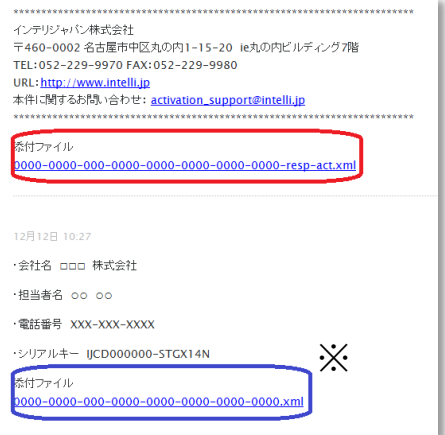 ************************************************************************
インテリジャパン株式会社
〒460-0002 名古屋市中区丸の内1-15-20 ie丸の内ビルディング7階
TEL:052-229-9970 FAX:052-229-9980
URL:http://www.intelli.jp
本件に関するお問い合わせ: activation_support@intelli.jp
************************************************************************
添付ファイル
0000-0000-000-0000-0000-0000-0000-0000-resp-act.xml
12月12日 10:27
・会社名 □□□ 株式会社
・担当者名 ○○ ○○
・電話番号 XXX-XXX-XXXX
・シリアルキー IJCD000000-STGX14N
※
添付ファイル
0000-0000-000-0000-0000-0000-0000-0000.xml